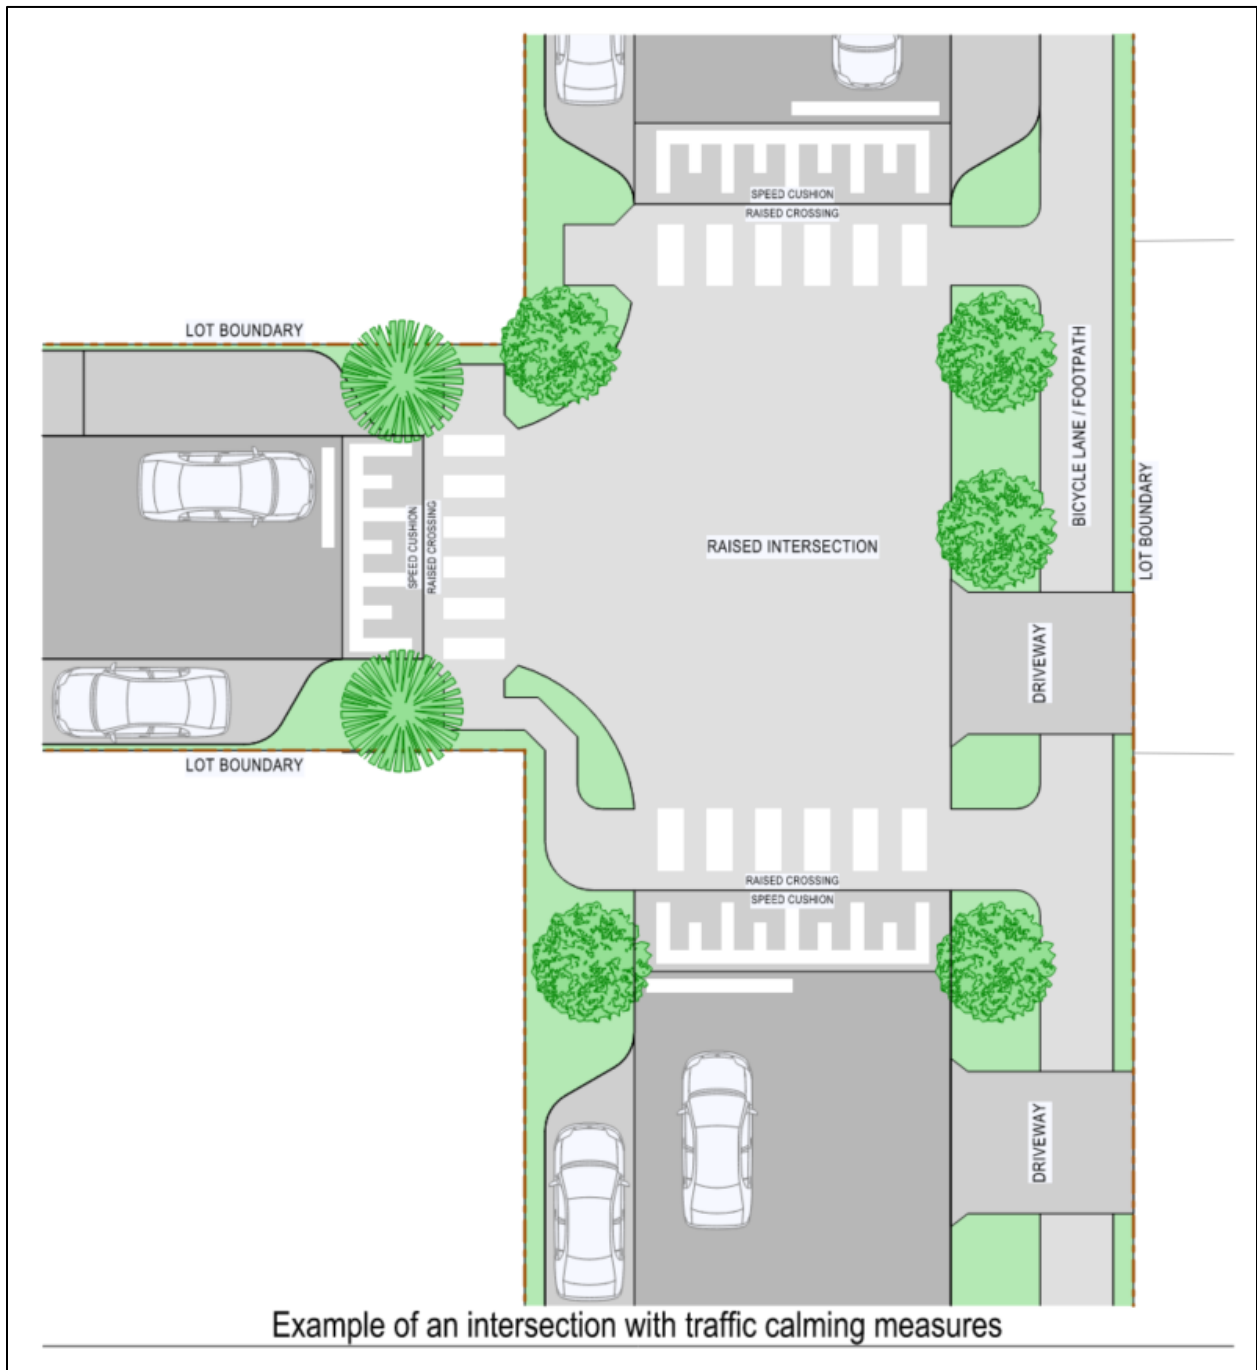 SPEED CUSHION
RAISED CROSSING
LOT BOUNDARY
BICYCLE LANE / FOOTPATH
SPEED CUSHION
RAISED CROSSING
RAISED INTERSECTION
LOT BOUNDARY
DRIVEWAY
LOT BOUNDARY
RAISED CROSSING
SPEED CUSHION
DRIVEWAY
Example of an intersection with traffic calming measures